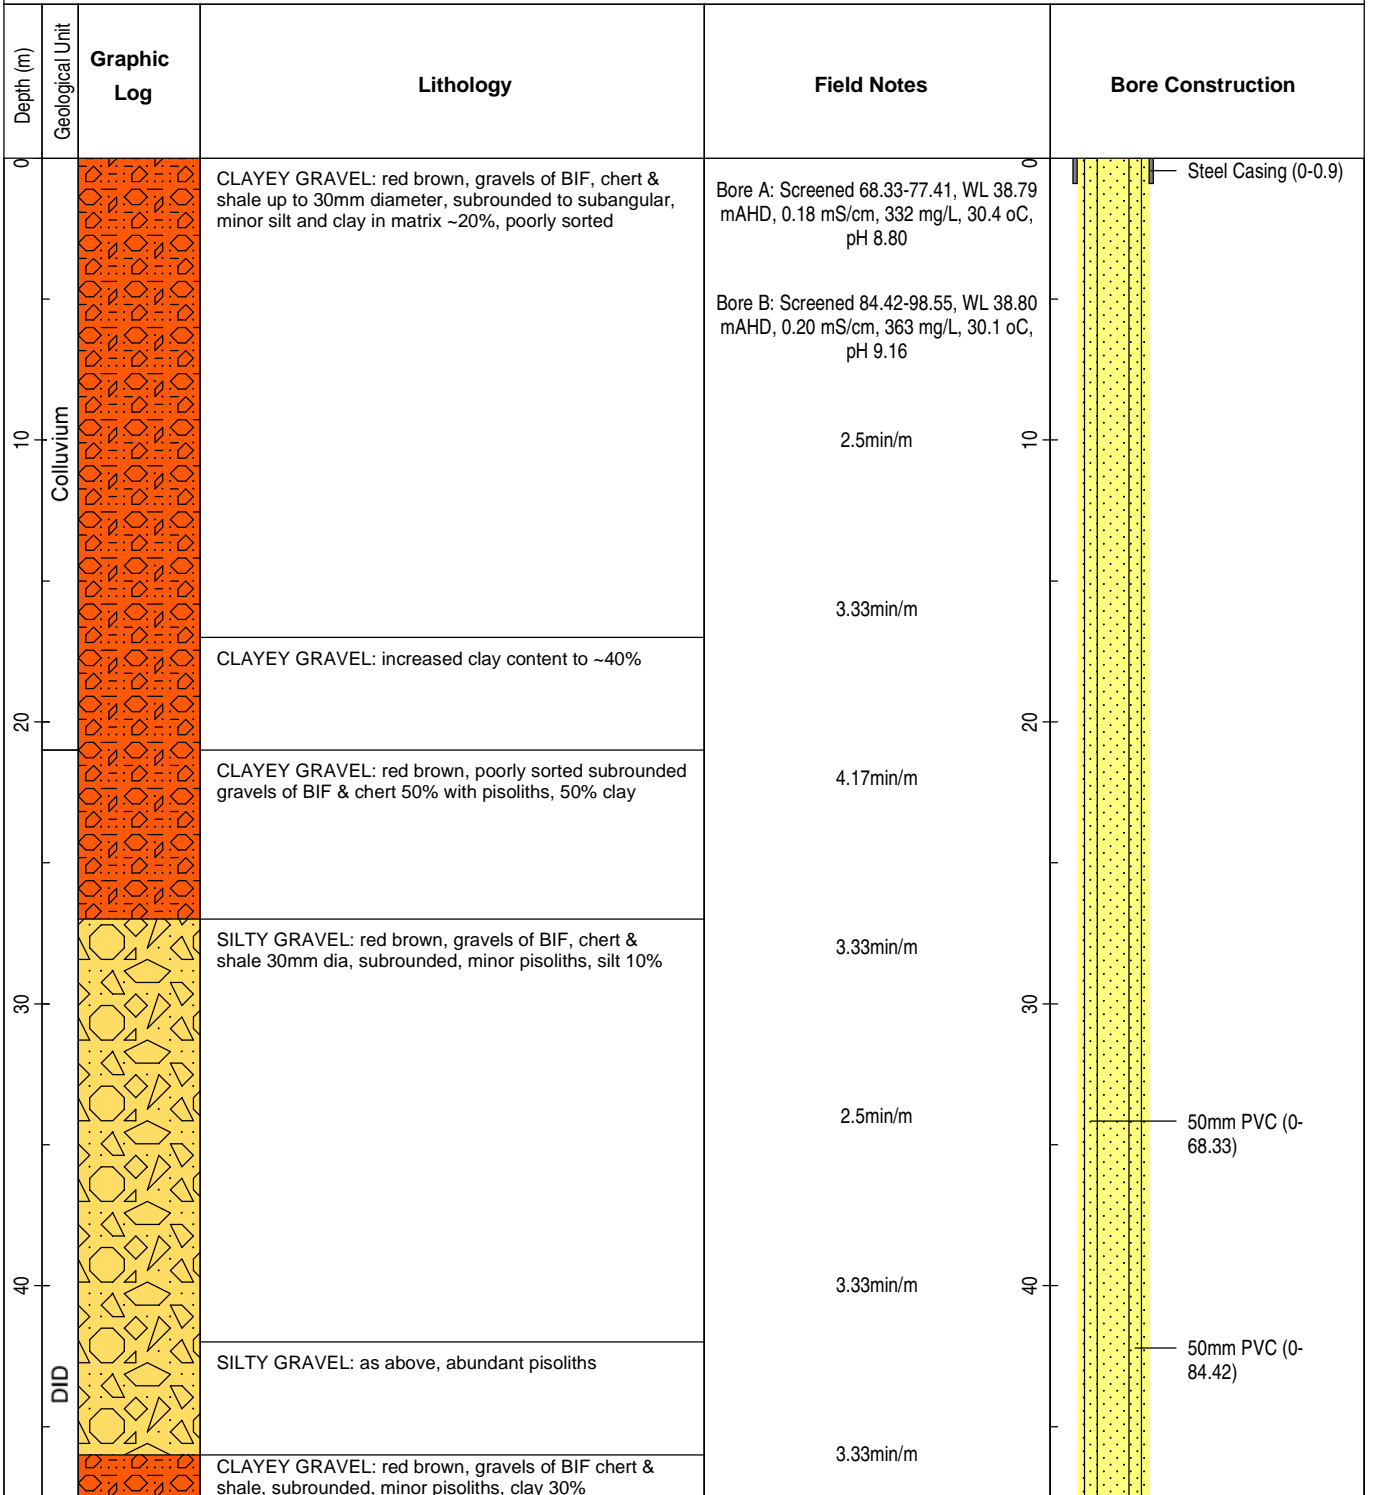 Depth (m)
Geological Unit
Graphic
Log
Lithology
Field Notes
Bore Construction
0
10
20
30
40
Colluvium
DID
CLAYEY GRAVEL: red brown, gravels of BIF, chert &
shale up to 30mm diameter, subrounded to subangular,
minor silt and clay in matrix ~20%, poorly sorted
CLAYEY GRAVEL: increased clay content to ~40%
CLAYEY GRAVEL: red brown, poorly sorted subrounded
gravels of BIF & chert 50% with pisoliths, 50% clay
SILTY GRAVEL: red brown, gravels of BIF, chert &
shale 30mm dia, subrounded, minor pisoliths, silt 10%
SILTY GRAVEL: as above, abundant pisoliths
CLAYEY GRAVEL: red brown, gravels of BIF chert &
shale, subrounded, minor pisoliths, clay 30%
Bore A: Screened 68.33-77.41, WL 38.79
mAHD, 0.18 mS/cm, 332 mg/L, 30.4 oC,
pH 8.80
Bore B: Screened 84.42-98.55, WL 38.80
mAHD, 0.20 mS/cm, 363 mg/L, 30.1 oC,
pH 9.16
2.5min/m
3.33min/m
4.17min/m
3.33min/m
2.5min/m
3.33min/m
3.33min/m
0
10
20
30
40
Steel Casing (0-0.9)
50mm PVC (0-
68.33)
50mm PVC (0-
84.42)